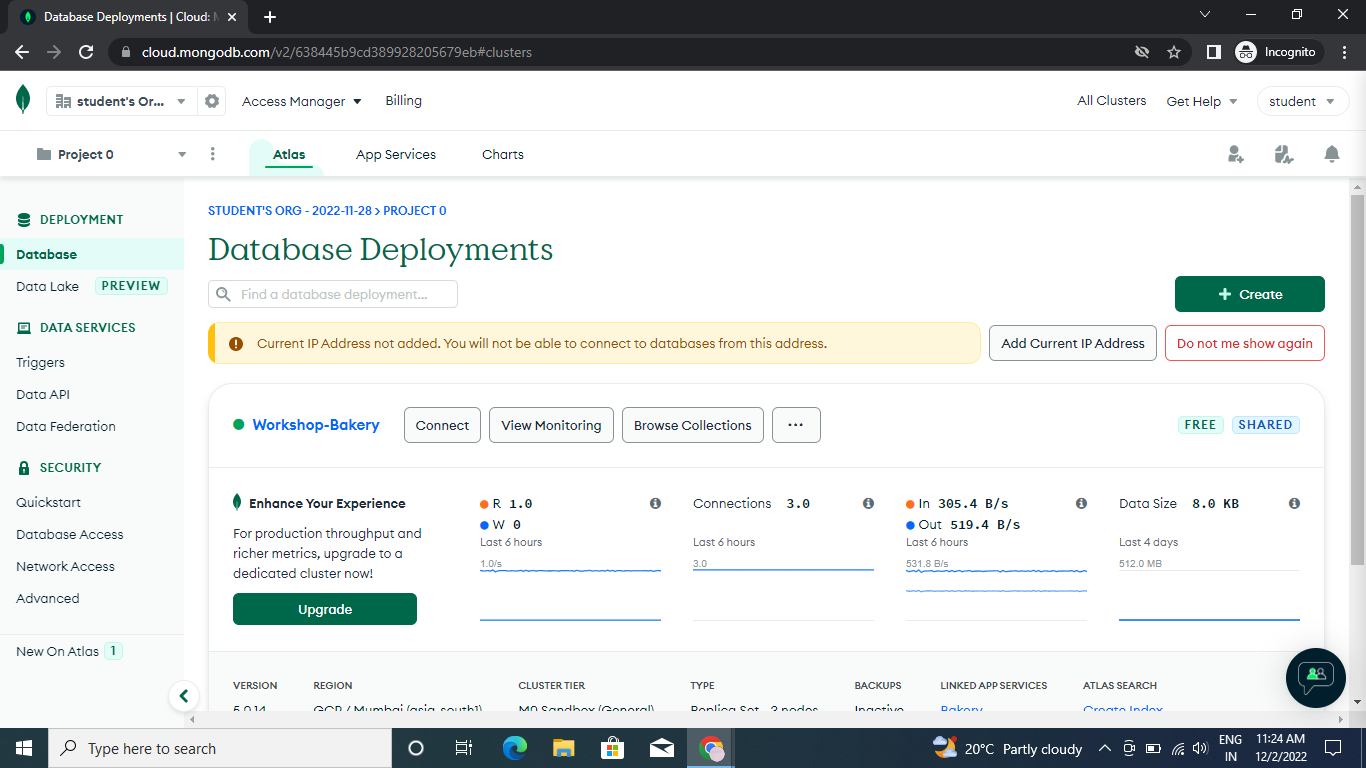 Database Deployments | Cloud: M
cloud.mongodb.com/v2/638445b9cd389928205679eb#clusters
Incognito
student's Or...
Access Manager
Billing
All Clusters
Get Help
student
Project 0
Atlas
App Services
Charts
DEPLOYMENT
Database
Data Lake PREVIEW
DATA SERVICES
Triggers
Data API
Data Federation
SECURITY
Quickstart
Database Access
Network Access
Advanced
New On Atlas 1
STUDENT'S ORG - 2022-11-28 > PROJECT 0
Database Deployments
Find a database deployment...
+ Create
Current IP Address not added. You will not be able to connect to databases from this address.
Add Current IP Address
Do not me show again
Workshop-Bakery
Connect
View Monitoring
Browse Collections
...
FREE
SHARED
Enhance Your Experience
For production throughput and
richer metrics, upgrade to a
dedicated cluster now!
Upgrade
R 1.0
W 0
Last 6 hours
1.0/s
Connections 3.0
Last 6 hours
3.0
In 305.4 B/s
Out 519.4 B/s
Last 6 hours
531.8 B/s
Data Size 8.0 KB
Last 4 days
512.0 MB
VERSION
REGION
CLUSTER TIER
TYPE
BACKUPS
LINKED APP SERVICES
ATLAS SEARCH
5.0.14
GCP / Mumbai (asia-south1)
M0 Sandbox (General)
Replica Set - 3 nodes
Inactive
Bakery
Create Index
Type here to search
20°C Partly cloudy
ENG
IN
11:24 AM
12/2/2022